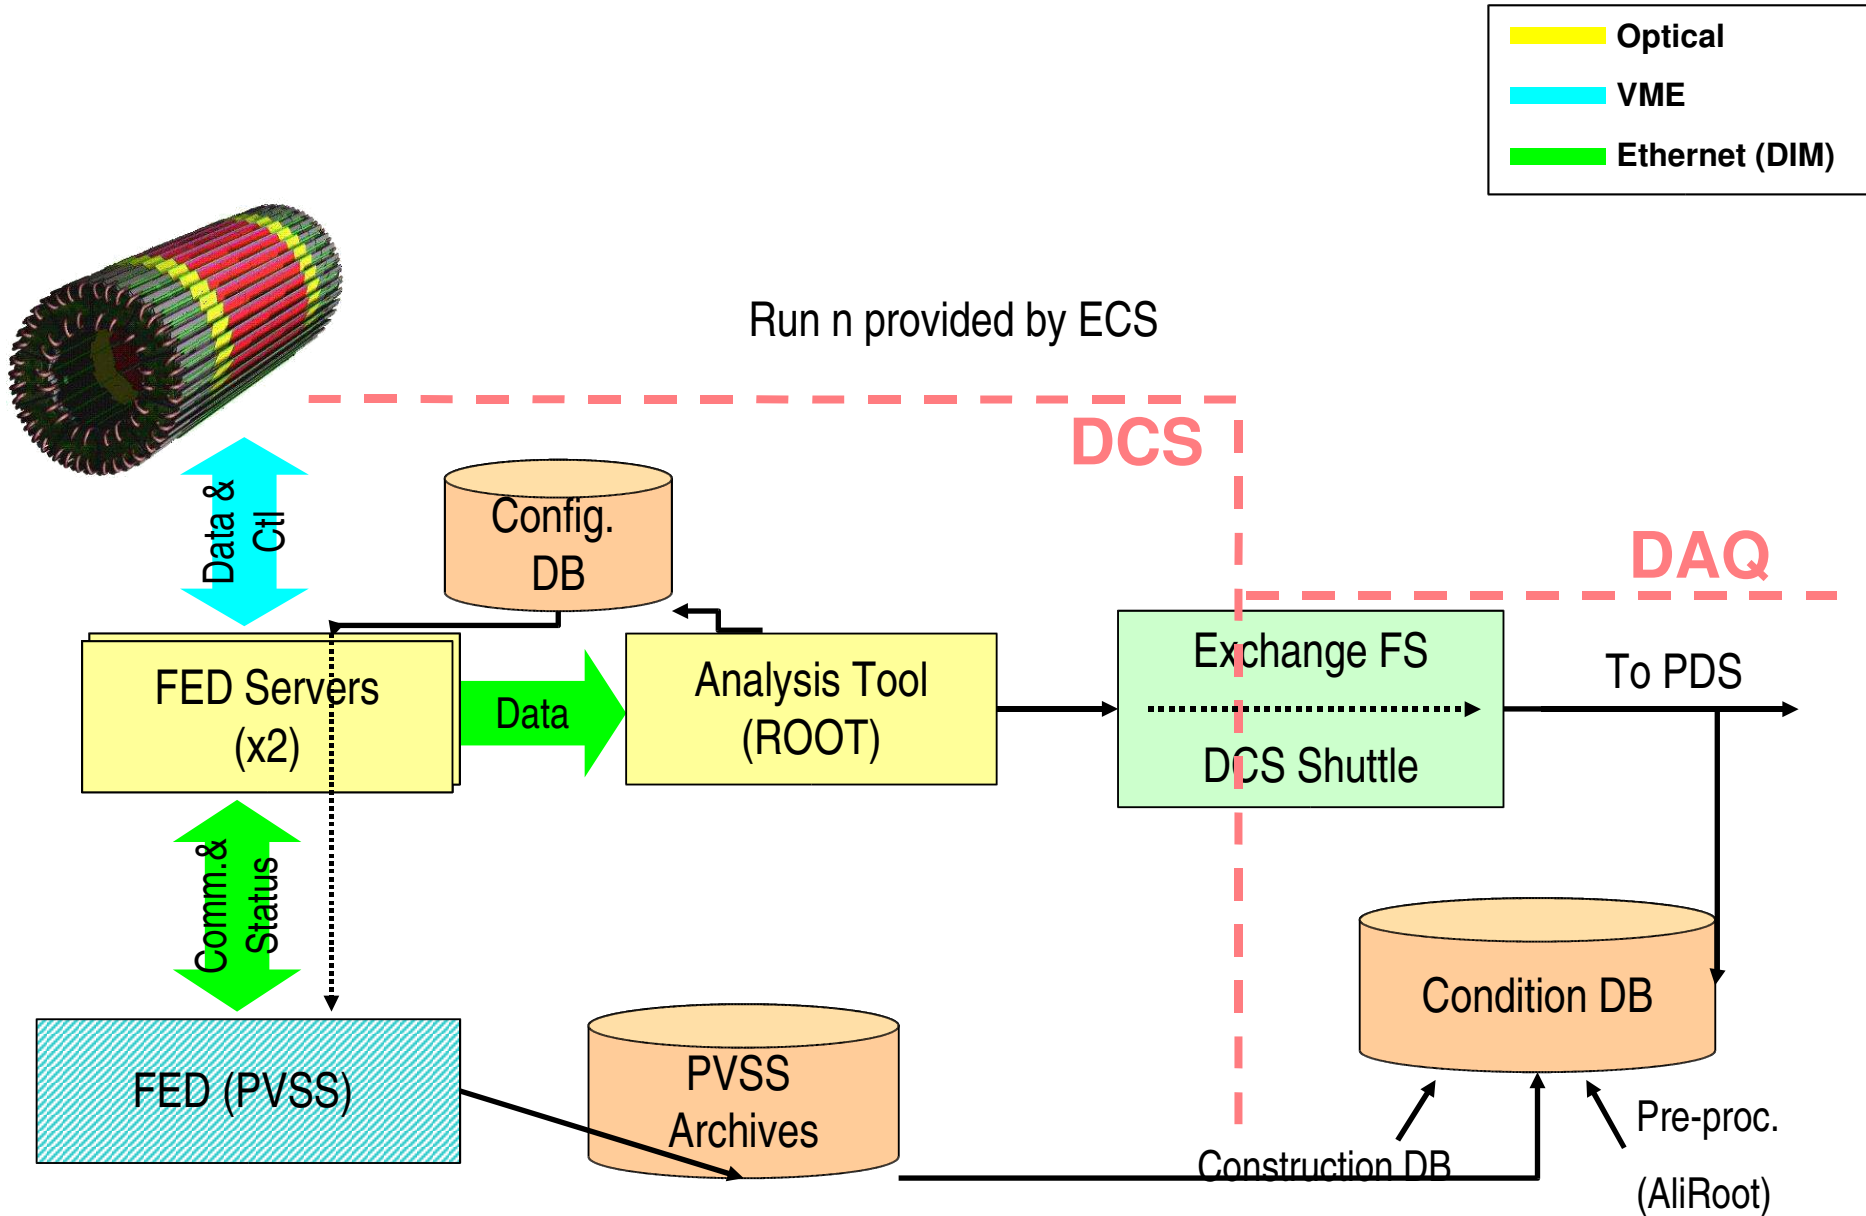 Optical
VME
Ethernet (DIM)
Run n provided by ECS
DCS
DAQ
Data &
Ctl
Config.
DB
FED Servers
(x2)
Data
Analysis Tool
(ROOT)
Exchange FS
DCS Shuttle
To PDS
Comm.&
Status
FED (PVSS)
PVSS
Archives
Condition DB
Construction DB
Pre-proc.
(AliRoot)